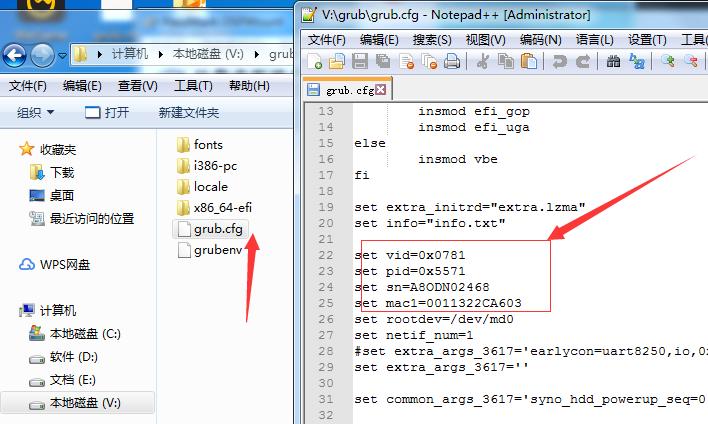 计算机 ▸ 本地磁盘 (V:) ▸ grub
文件(F) 编辑(E) 查看(V) 工具(T) 帮助(H)
组织 打开 新建文件夹
收藏夹
下载
桌面
最近访问的位置
WPS网盘
计算机
本地磁盘 (C:)
软件 (D:)
文档 (E:)
本地磁盘 (V:)
fonts
i386-pc
locale
x86_64-efi
grub.cfg
grubenv
V:\grub\grub.cfg - Notepad++ [Administrator]
文件(F) 编辑(E) 搜索(S) 视图(V) 编码(N) 语言(L) 设置(T) 工具(
grub.cfg
13 insmod efi_gop
14 insmod efi_uga
15 else
16 insmod vbe
17 fi
18
19 set extra_initrd="extra.lzma"
20 set info="info.txt"
21
22 set vid=0x0781
23 set pid=0x5571
24 set sn=A8ODN02468
25 set mac1=0011322CA603
26 set rootdev=/dev/md0
27 set netif_num=1
28 #set extra_args_3617='earlycon=uart8250,io,0
29 set extra_args_3617=''
30
31 set common_args_3617='syno_hdd_powerup_seq=0
32